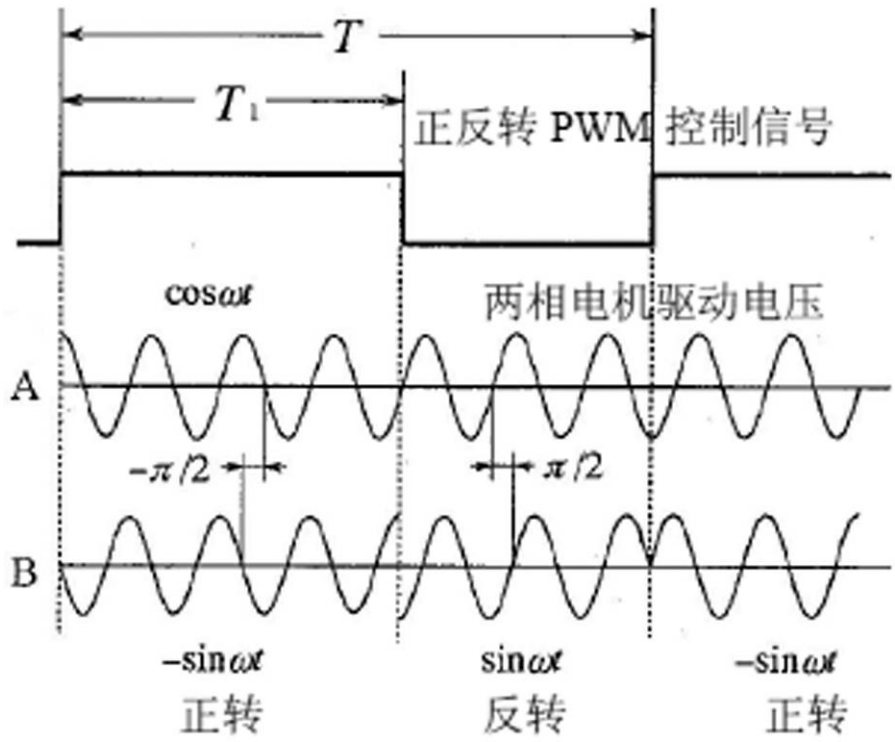 T
T₁
正反转 PWM 控制信号
cosωt
两相电机驱动电压
A
-π/2
π/2
B
-sinωt
sinωt
-sinωt
正转
反转
正转